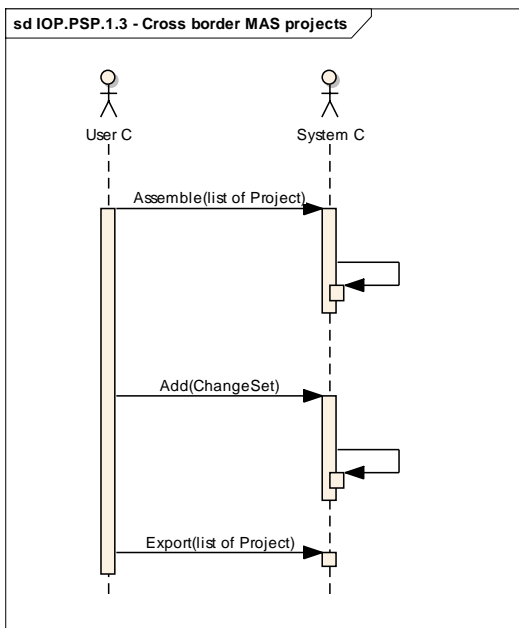 sd IOP.PSP.1.3 - Cross border MAS projects
User C
System C
Assemble(list of Project)
Add(ChangeSet)
Export(list of Project)